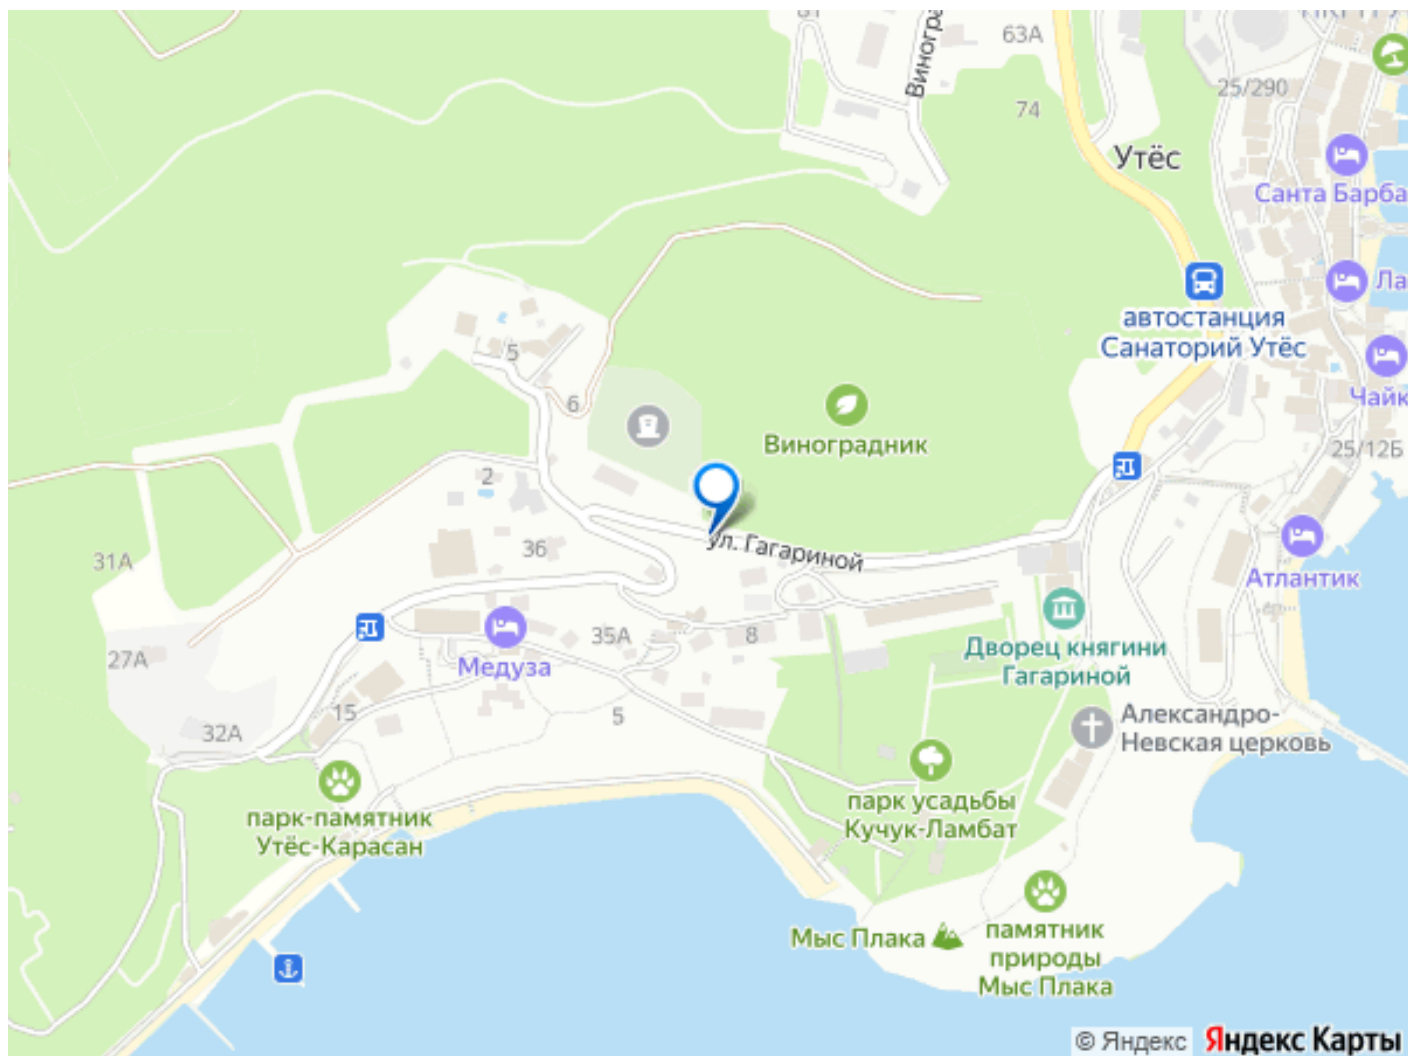 63А
25/290
74
Утёс
Санта Барба
Ла
автостанция
Санаторий Утёс
5
Чайк
6
Виноградник
25/12Б
2
ул. Гагариной
36
31А
Атлантик
Дворец княгини
Гагариной
35А
8
27А
Медуза
5
15
32А
Александро-
Невская церковь
парк усадьбы
Кучук-Ламбат
парк-памятник
Утёс-Карасан
Мыс Плака
памятник
природы
Мыс Плака
© Яндекс Яндекс Карты